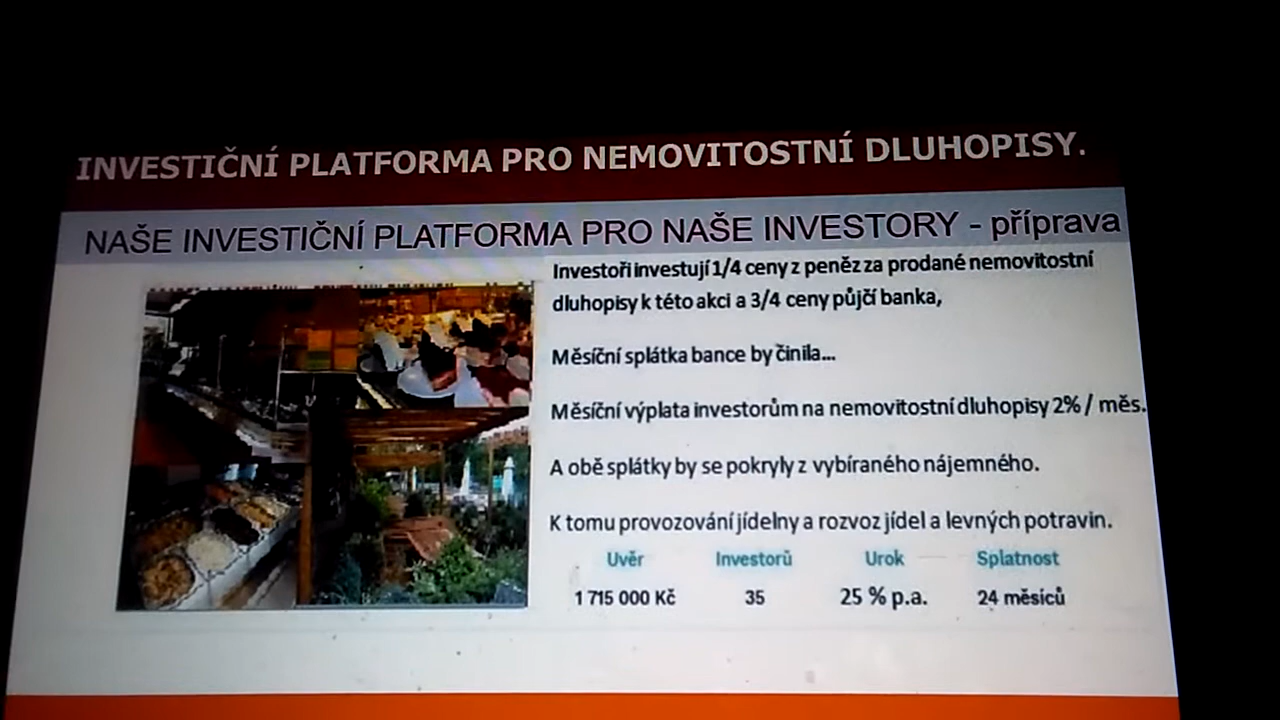 INVESTIČNÍ PLATFORMA PRO NEMOVITOSTNÍ DLUHOPISY.
NAŠE INVESTIČNÍ PLATFORMA PRO NAŠE INVESTORY - příprava
Investoři investují 1/4 ceny z peněz za prodané nemovitostní
dluhopisy k této akci a 3/4 ceny půjčí banka,
Měsíční splátka bance by činila...
Měsíční výplata investorům na nemovitostní dluhopisy 2% / měs.
A obě splátky by se pokryly z vybíraného nájemného.
K tomu provozování jídelny a rozvoz jídel a levných potravin.
Uvěr Investorů Urok Splatnost
1 715 000 Kč 35 25 % p.a. 24 měsíců